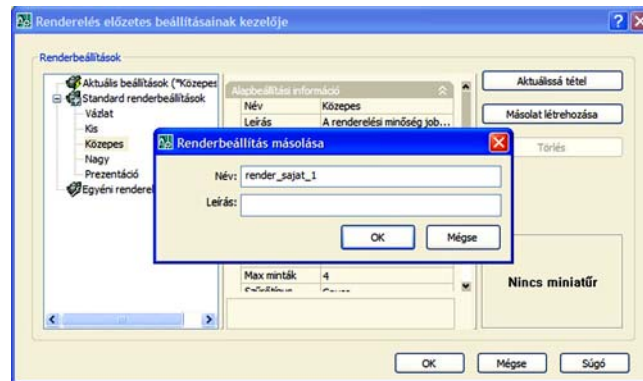 Renderelés előzetes beállításainak kezelője
Renderbeállítások
Aktuális beállítások ("Közepes
Standard renderbeállítások
Vázlat
Kis
Közepes
Nagy
Prezentáció
Egyéni renderel
Alapbeállítási információ
Név Közepes
Leírás A renderelési minőség job...
Aktuálissá tétel
Másolat létrehozása
Törlés
Renderbeállítás másolása
Név: render_sajat_1
Leírás:
OK Mégse
Max minták 4
Nincs miniatűr
OK Mégse Súgó